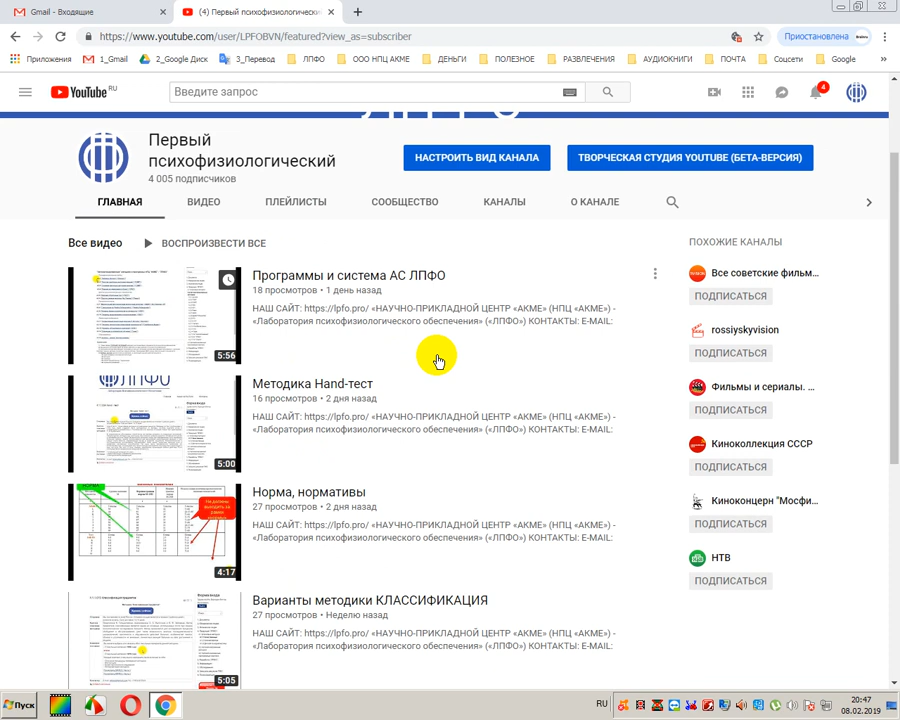 Gmail - Входящие
(4) Первый психофизиологически
https://www.youtube.com/user/LPFOBVN/featured?view_as=subscriber
Приостановлена
Приложения 1_Gmail 2_Google Диск 3_Перевод ЛПФО ООО НПЦ АКМЕ ДЕНЬГИ ПОЛЕЗНОЕ РАЗВЛЕЧЕНИЯ АУДИОКНИГИ ПОЧТА Соцсети Google
YouTube RU
Введите запрос
4
Первый
психофизиологический
4 005 подписчиков
НАСТРОИТЬ ВИД КАНАЛА
ТВОРЧЕСКАЯ СТУДИЯ YOUTUBE (БЕТА-ВЕРСИЯ)
ГЛАВНАЯ ВИДЕО ПЛЕЙЛИСТЫ СООБЩЕСТВО КАНАЛЫ О КАНАЛЕ
Все видео ВОСПРОИЗВЕСТИ ВСЕ
Программы и система АС ЛПФО
18 просмотров • 1 день назад
НАШ САЙТ: https://lpfo.pro/ «НАУЧНО-ПРИКЛАДНОЙ ЦЕНТР «АКМЕ» (НПЦ «АКМЕ») -
«Лаборатория психофизиологического обеспечения» («ЛПФО») КОНТАКТЫ: E-MAIL:
5:56
Методика Hand-тест
16 просмотров • 2 дня назад
НАШ САЙТ: https://lpfo.pro/ «НАУЧНО-ПРИКЛАДНОЙ ЦЕНТР «АКМЕ» (НПЦ «АКМЕ») -
«Лаборатория психофизиологического обеспечения» («ЛПФО») КОНТАКТЫ: E-MAIL:
5:00
Норма, нормативы
27 просмотров • 2 дня назад
НАШ САЙТ: https://lpfo.pro/ «НАУЧНО-ПРИКЛАДНОЙ ЦЕНТР «АКМЕ» (НПЦ «АКМЕ») -
«Лаборатория психофизиологического обеспечения» («ЛПФО») КОНТАКТЫ: E-MAIL:
4:17
Варианты методики КЛАССИФИКАЦИЯ
27 просмотров • Неделю назад
НАШ САЙТ: https://lpfo.pro/ «НАУЧНО-ПРИКЛАДНОЙ ЦЕНТР «АКМЕ» (НПЦ «АКМЕ») -
«Лаборатория психофизиологического обеспечения» («ЛПФО») КОНТАКТЫ: E-MAIL:
5:05
ПОХОЖИЕ КАНАЛЫ
Все советские фильм...
ПОДПИСАТЬСЯ
rossiyskyvision
ПОДПИСАТЬСЯ
Фильмы и сериалы. ...
ПОДПИСАТЬСЯ
Киноколлекция СССР
ПОДПИСАТЬСЯ
Киноконцерн "Мосфи...
ПОДПИСАТЬСЯ
НТВ
ПОДПИСАТЬСЯ
Пуск
RU
20:47
08.02.2019